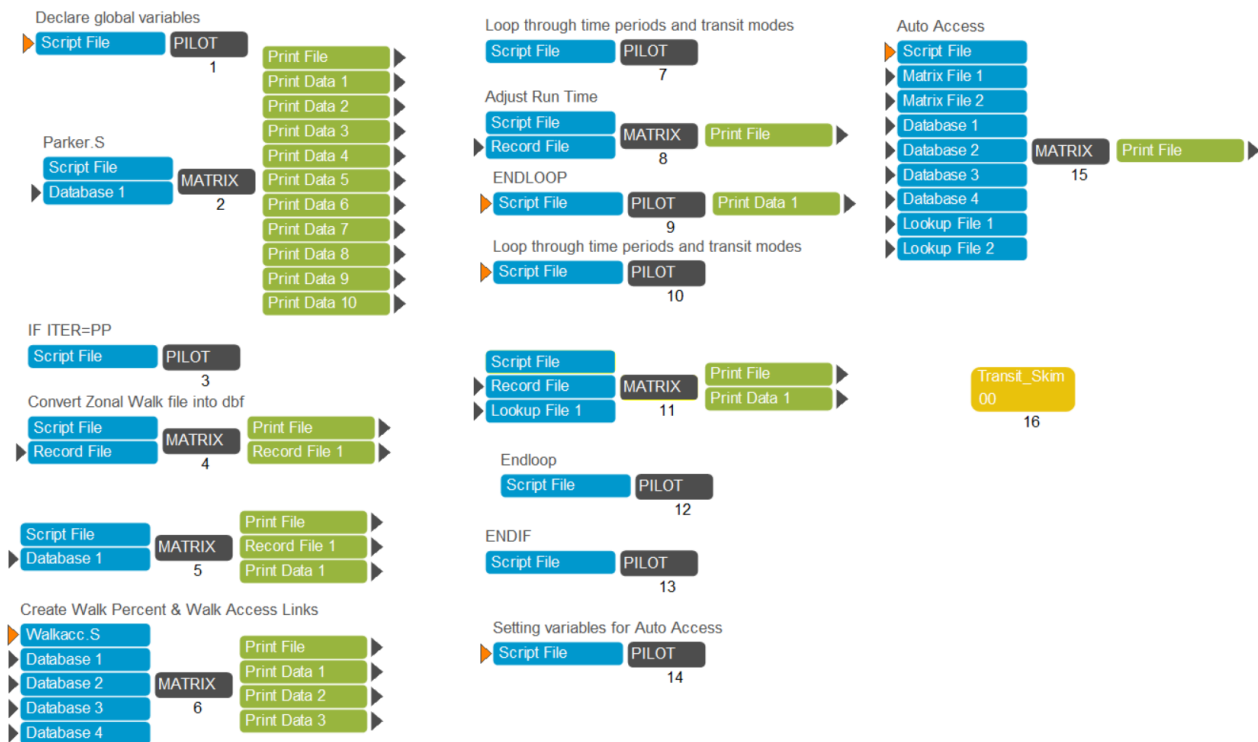 Declare global variables
Script File PILOT
1
Print File
Print Data 1
Print Data 2
Print Data 3
Print Data 4
Print Data 5
Print Data 6
Print Data 7
Print Data 8
Print Data 9
Print Data 10
Parker.S
Script File
Database 1
MATRIX
2
IF ITER=PP
Script File PILOT
3
Convert Zonal Walk file into dbf
Script File
Record File
MATRIX
4
Print File
Record File 1
Script File
Database 1
MATRIX
5
Print File
Record File 1
Print Data 1
Create Walk Percent & Walk Access Links
Walkacc.S
Database 1
Database 2
Database 3
Database 4
MATRIX
6
Print File
Print Data 1
Print Data 2
Print Data 3
Loop through time periods and transit modes
Script File PILOT
7
Adjust Run Time
Script File
Record File
MATRIX
8
Print File
ENDLOOP
Script File PILOT Print Data 1
9
Loop through time periods and transit modes
Script File PILOT
10
Script File
Record File
Lookup File 1
MATRIX
11
Print File
Print Data 1
Endloop
Script File PILOT
12
ENDIF
Script File PILOT
13
Setting variables for Auto Access
Script File PILOT
14
Auto Access
Script File
Matrix File 1
Matrix File 2
Database 1
Database 2
Database 3
Database 4
Lookup File 1
Lookup File 2
MATRIX
15
Print File
Transit_Skim
00
16